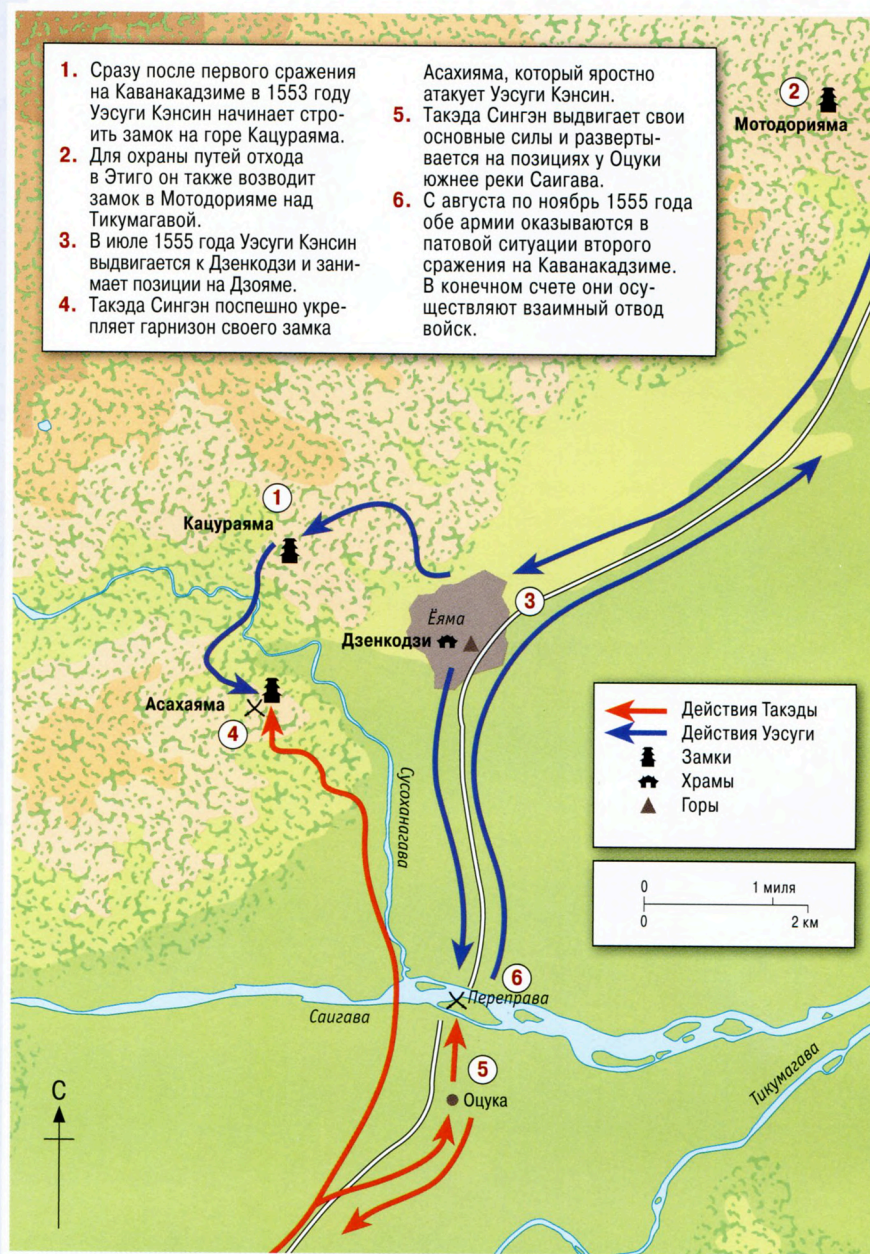 1. Сразу после первого сражения
на Каванакадзиме в 1553 году
Уэсуги Кэнсин начинает стро-
ить замок на горе Кацураяма.
2. Для охраны путей отхода
в Этиго он также возводит
замок в Мотодорияме над
Тикумагавой.
3. В июле 1555 года Уэсуги Кэнсин
выдвигается к Дзенкодзи и зани-
мает позиции на Дзояме.
4. Такэда Сингэн поспешно укре-
пляет гарнизон своего замка
Асахияма, который яростно
атакует Уэсуги Кэнсин.
5. Такэда Сингэн выдвигает свои
основные силы и разверты-
вается на позициях у Оцуки
южнее реки Саигава.
6. С августа по ноябрь 1555 года
обе армии оказываются в
патовой ситуации второго
сражения на Каванакадзиме.
В конечном счете они осу-
ществляют взаимный отвод
войск.
2
Мотодорияма
1
Кацураяма
3
Ёяма
Дзенкодзи
Асахаяма
4
Сусоханагава
Действия Такэды
Действия Уэсуги
Замки
Храмы
Горы
0 1 миля
0 2 км
6
Переправа
Саигава
5
Оцука
Тикумагава
С